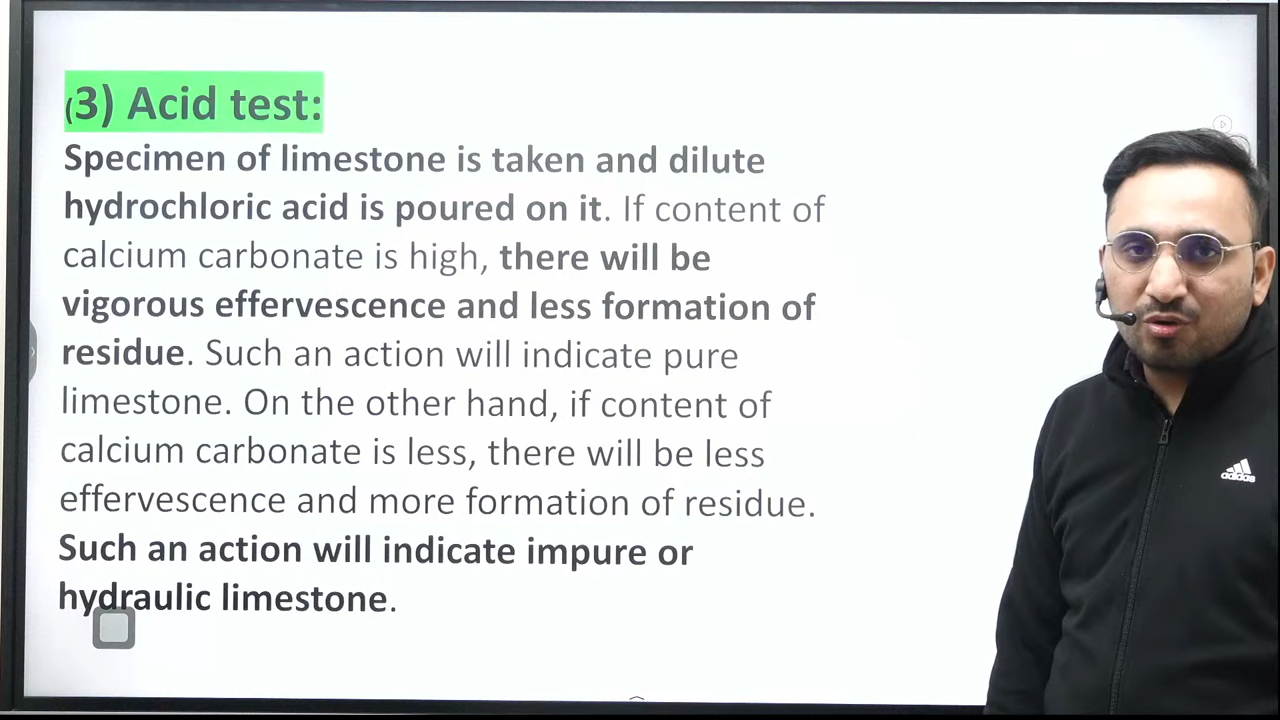 (3) Acid test:
Specimen of limestone is taken and dilute
hydrochloric acid is poured on it. If content of
calcium carbonate is high, there will be
vigorous effervescence and less formation of
residue. Such an action will indicate pure
limestone. On the other hand, if content of
calcium carbonate is less, there will be less
effervescence and more formation of residue.
Such an action will indicate impure or
hydraulic limestone.
adidas